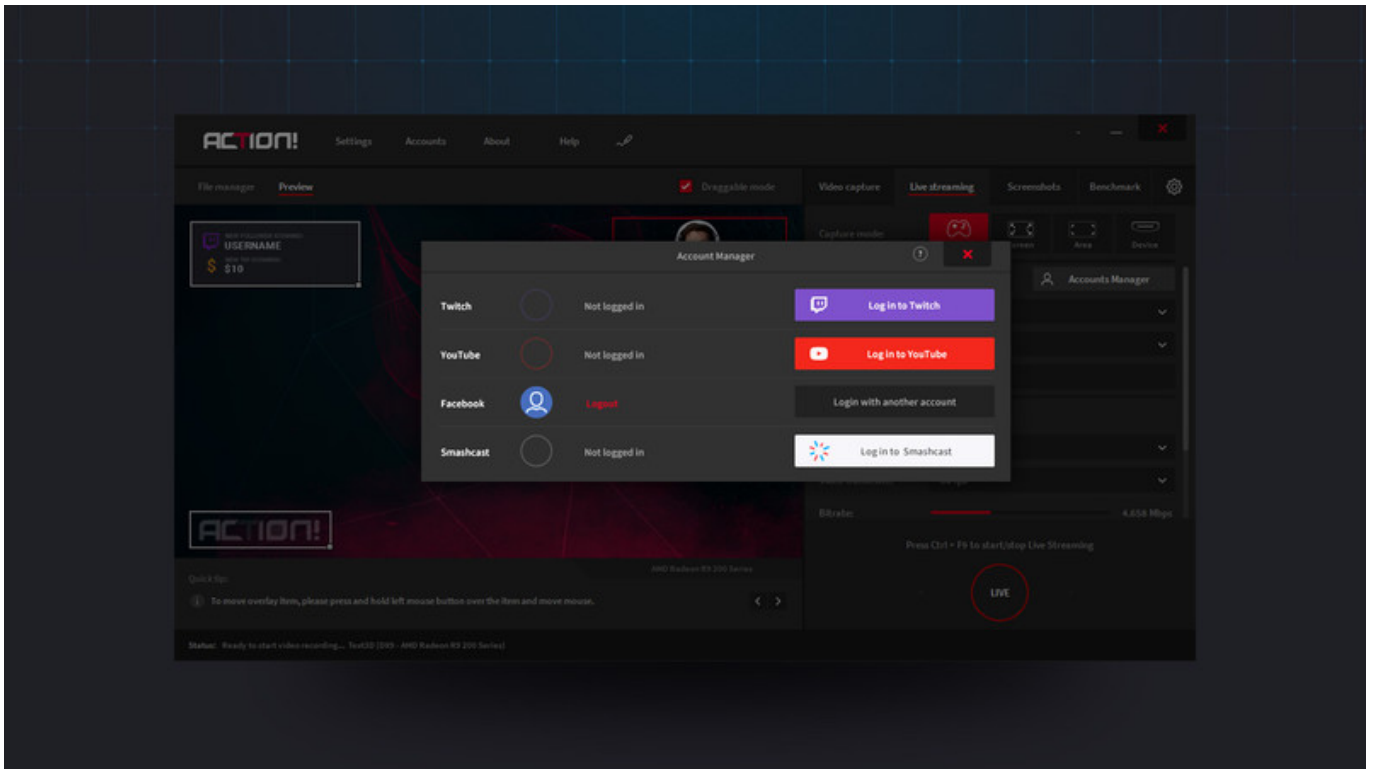 ACTION! Settings Accounts About Help
File manager Preview Draggable mode Video capture Live streaming Screenshots Benchmark
NEW FOLLOWER STANDING:
USERNAME
$10
Capture mode:
Screen Area Device
Account Manager
Accounts Manager
Twitch Not logged in Log in to Twitch
YouTube Not logged in Log in to YouTube
Facebook Logout Login with another account
Smashcast Not logged in Log in to Smashcast
Bitrate: 4.658 Mbps
ACTION!
Press Ctrl + F6 to start/stop Live Streaming
AMD Radeon R9 200 Series
Quick tip:
To move overlay item, please press and hold left mouse button over the item and move mouse.
LIVE
Status: Ready to start video recording... Test3D (DX9 - AMD Radeon R9 200 Series)